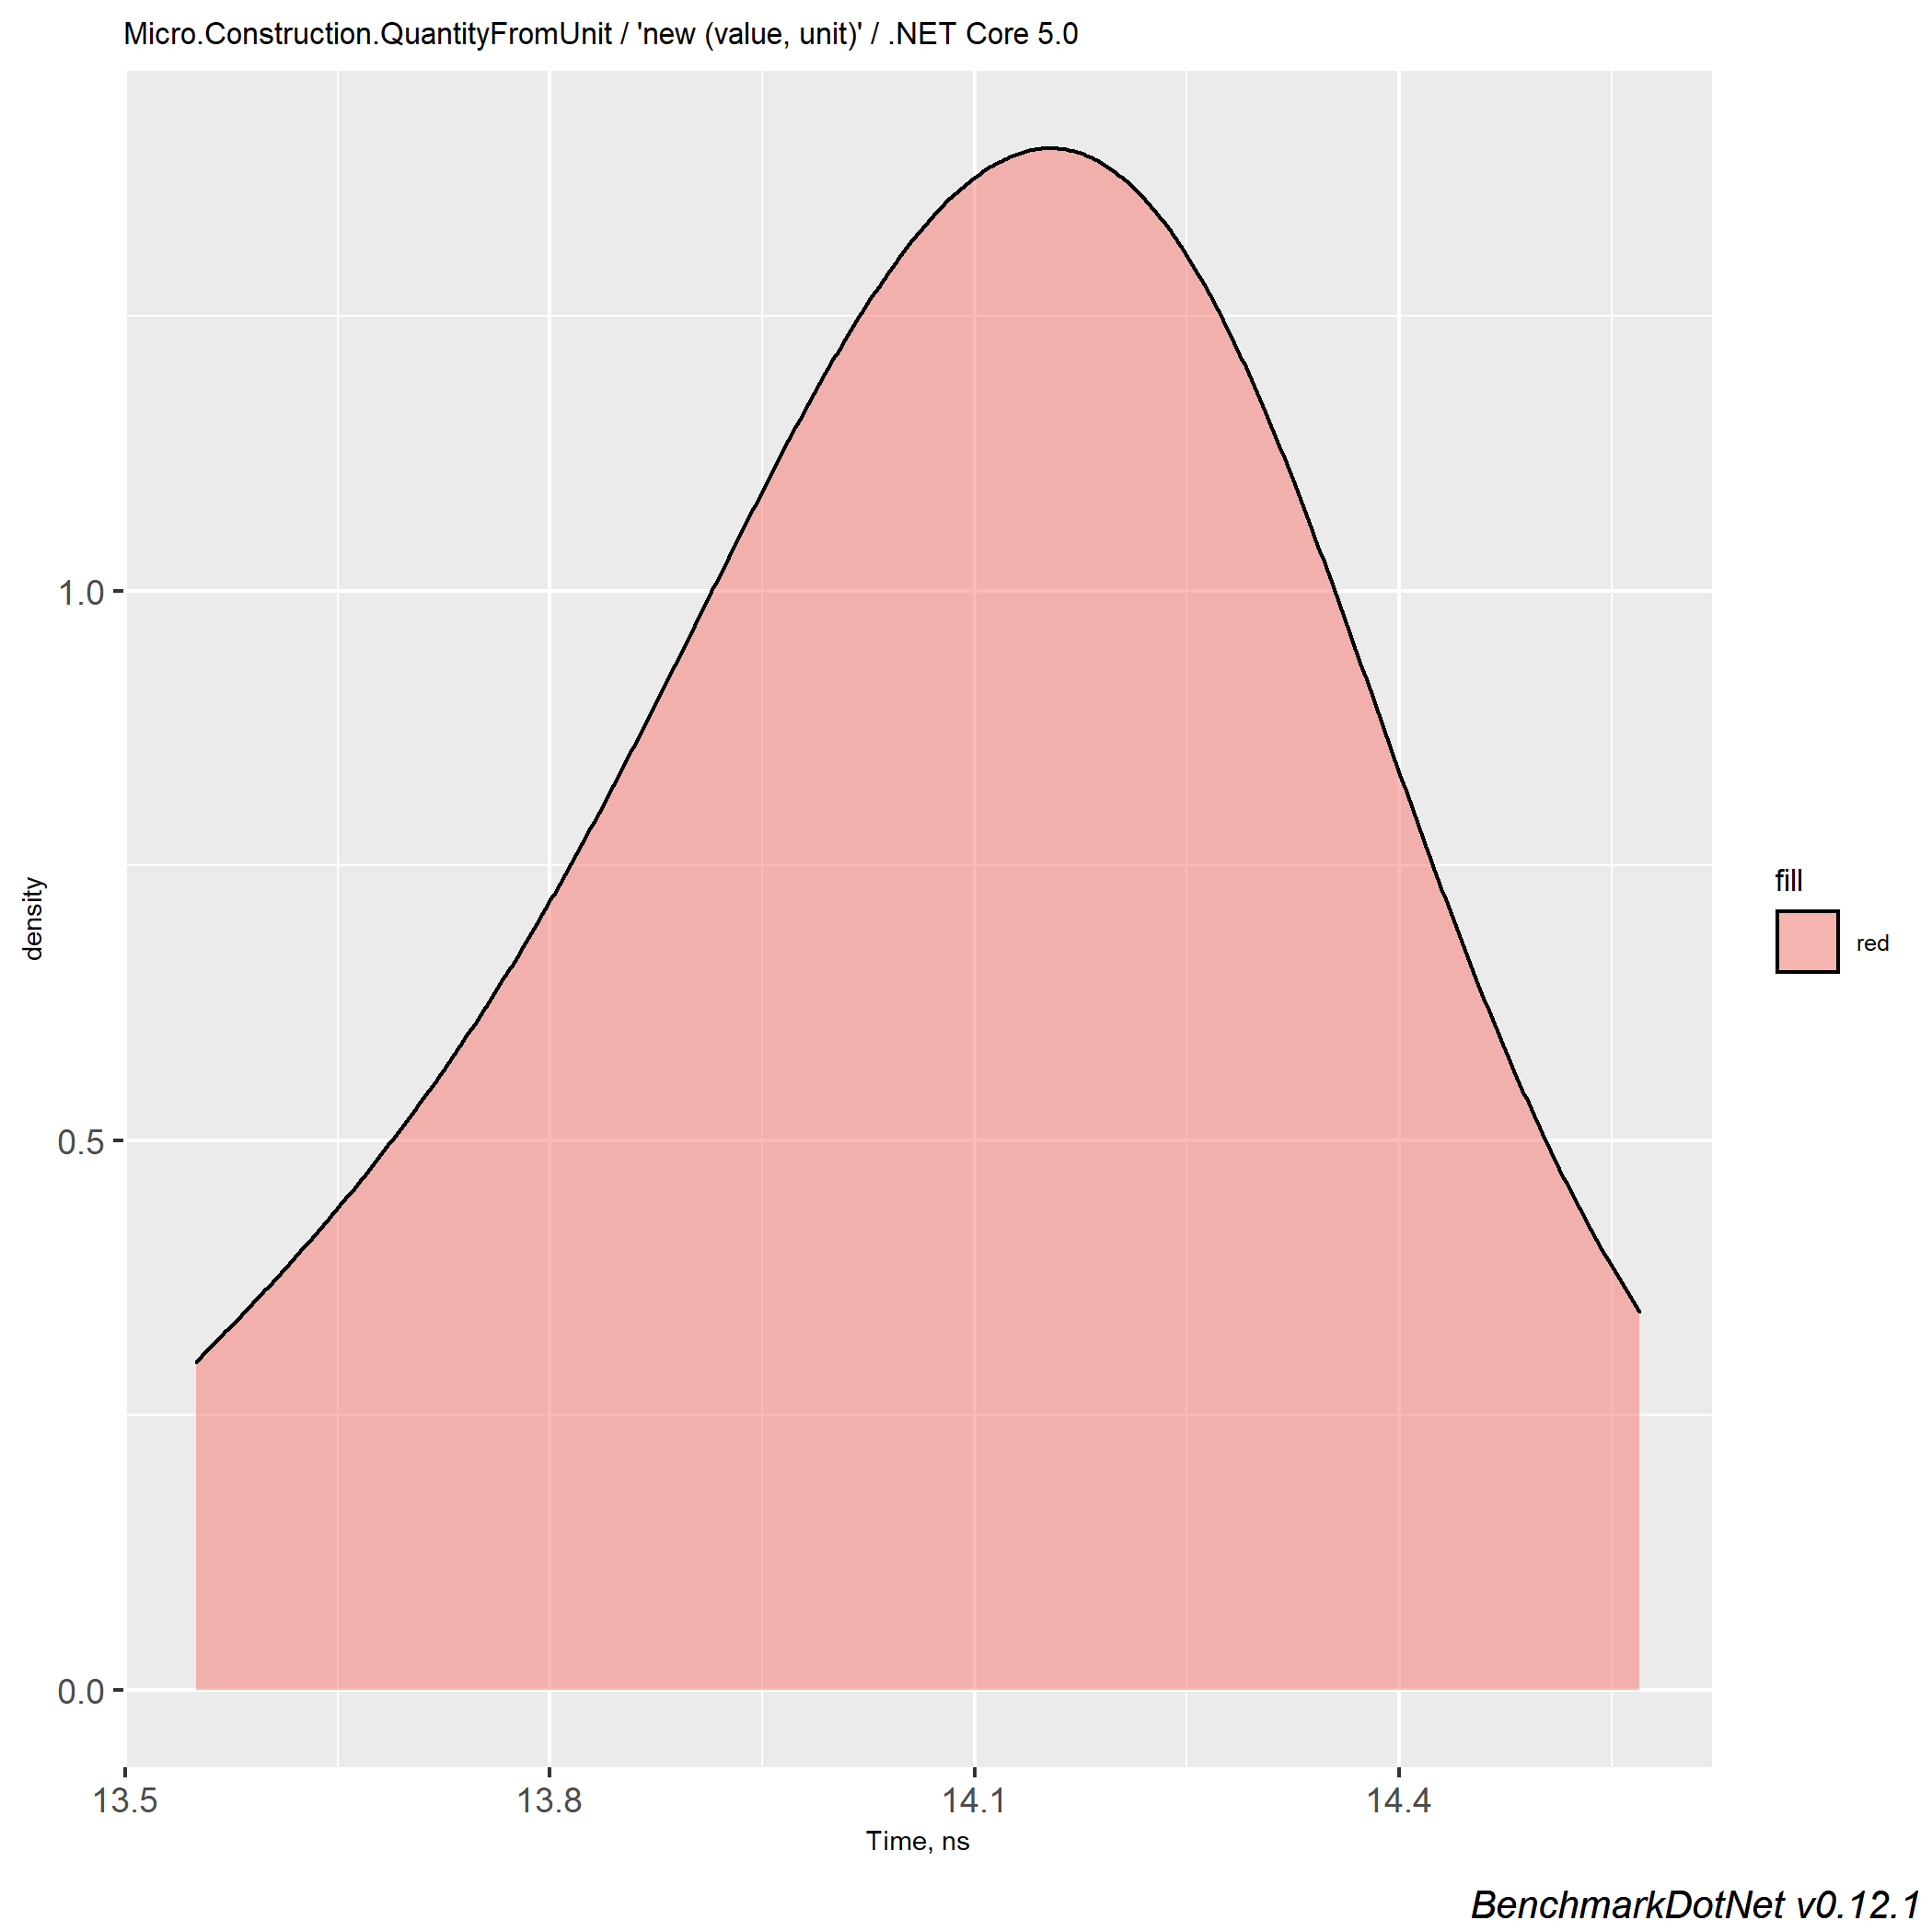 Micro.Construction.QuantityFromUnit / 'new (value, unit)' / .NET Core 5.0
density
1.0
0.5
0.0
13.5 13.8 14.1 14.4
Time, ns
fill
red
BenchmarkDotNet v0.12.1